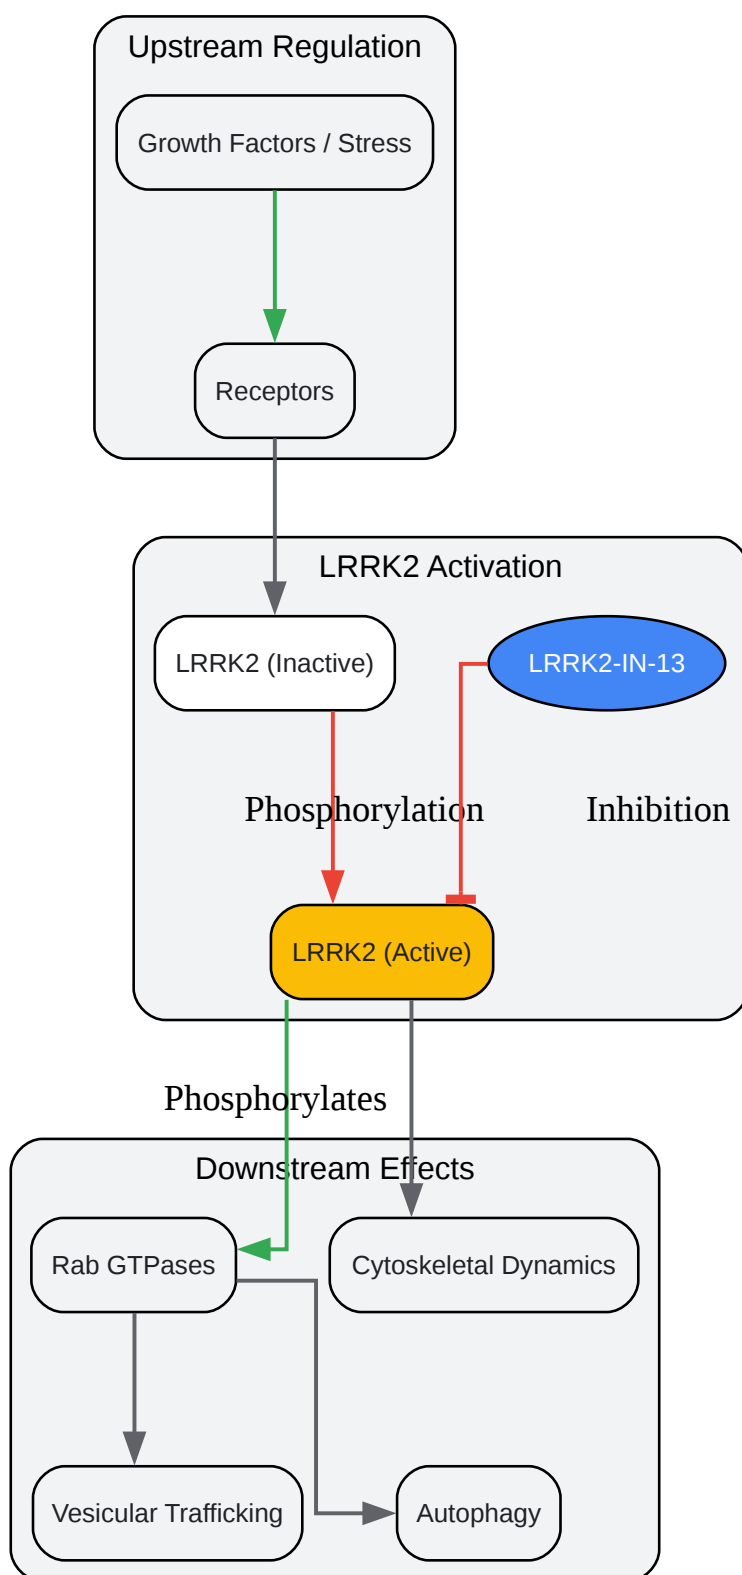 Upstream Regulation
Growth Factors / Stress
Receptors
LRRK2 Activation
LRRK2 (Inactive)
LRRK2-IN-13
Phosphorylation
Inhibition
LRRK2 (Active)
Phosphorylates
Downstream Effects
Rab GTPases
Cytoskeletal Dynamics
Vesicular Trafficking
Autophagy